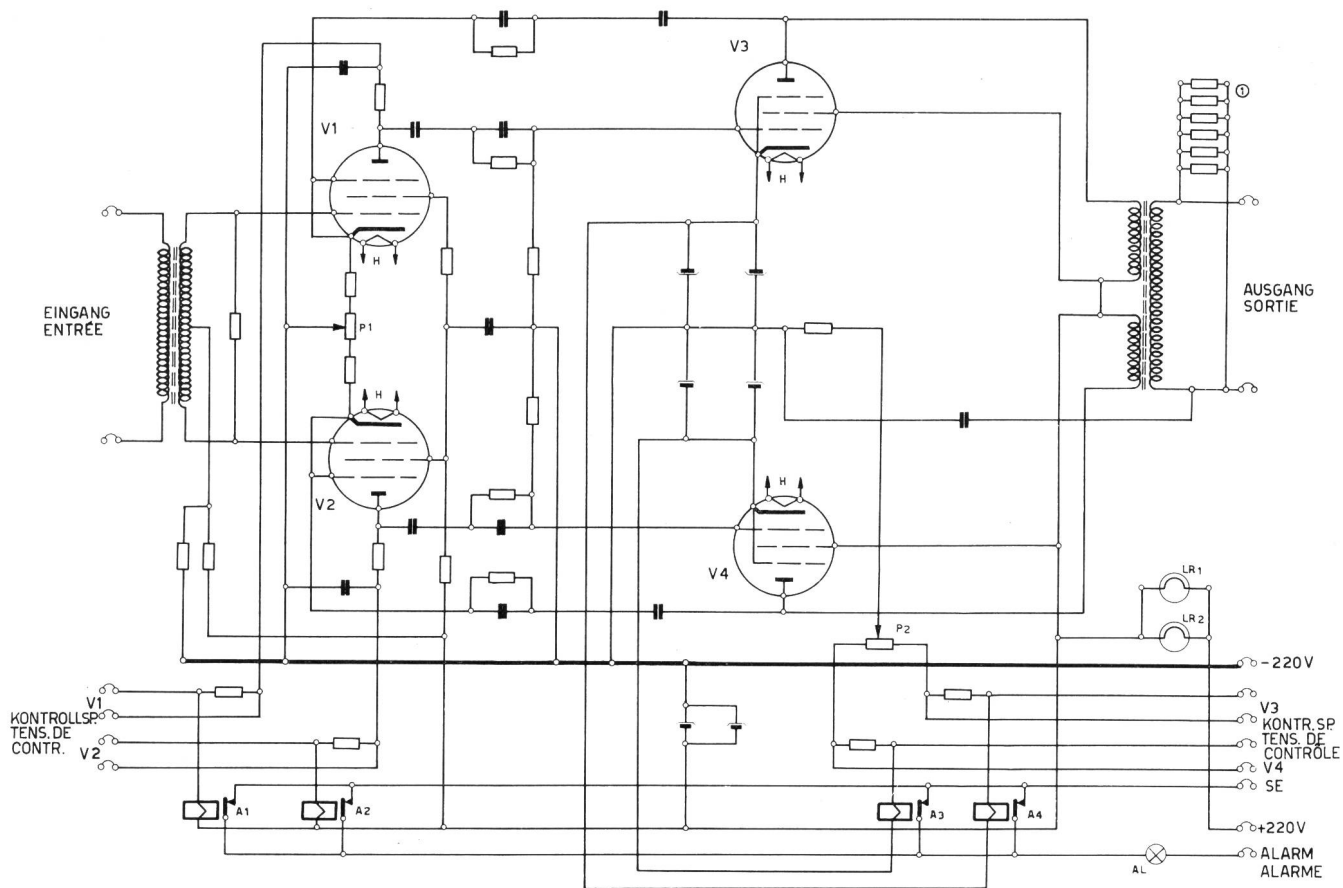 V3
①
V1
H
H
EINGANG
ENTRÉE
P1
AUSGANG
SORTIE
H
H
V2
V4
LR1
LR2
P2
-220V
V1
KONTROLLSP.
TENS. DE
CONTR.
V2
V3
KONTR. SP.
TENS. DE
CONTRÔLE
V4
SE
A1
A2
A3
A4
+220V
AL
ALARM
ALARME